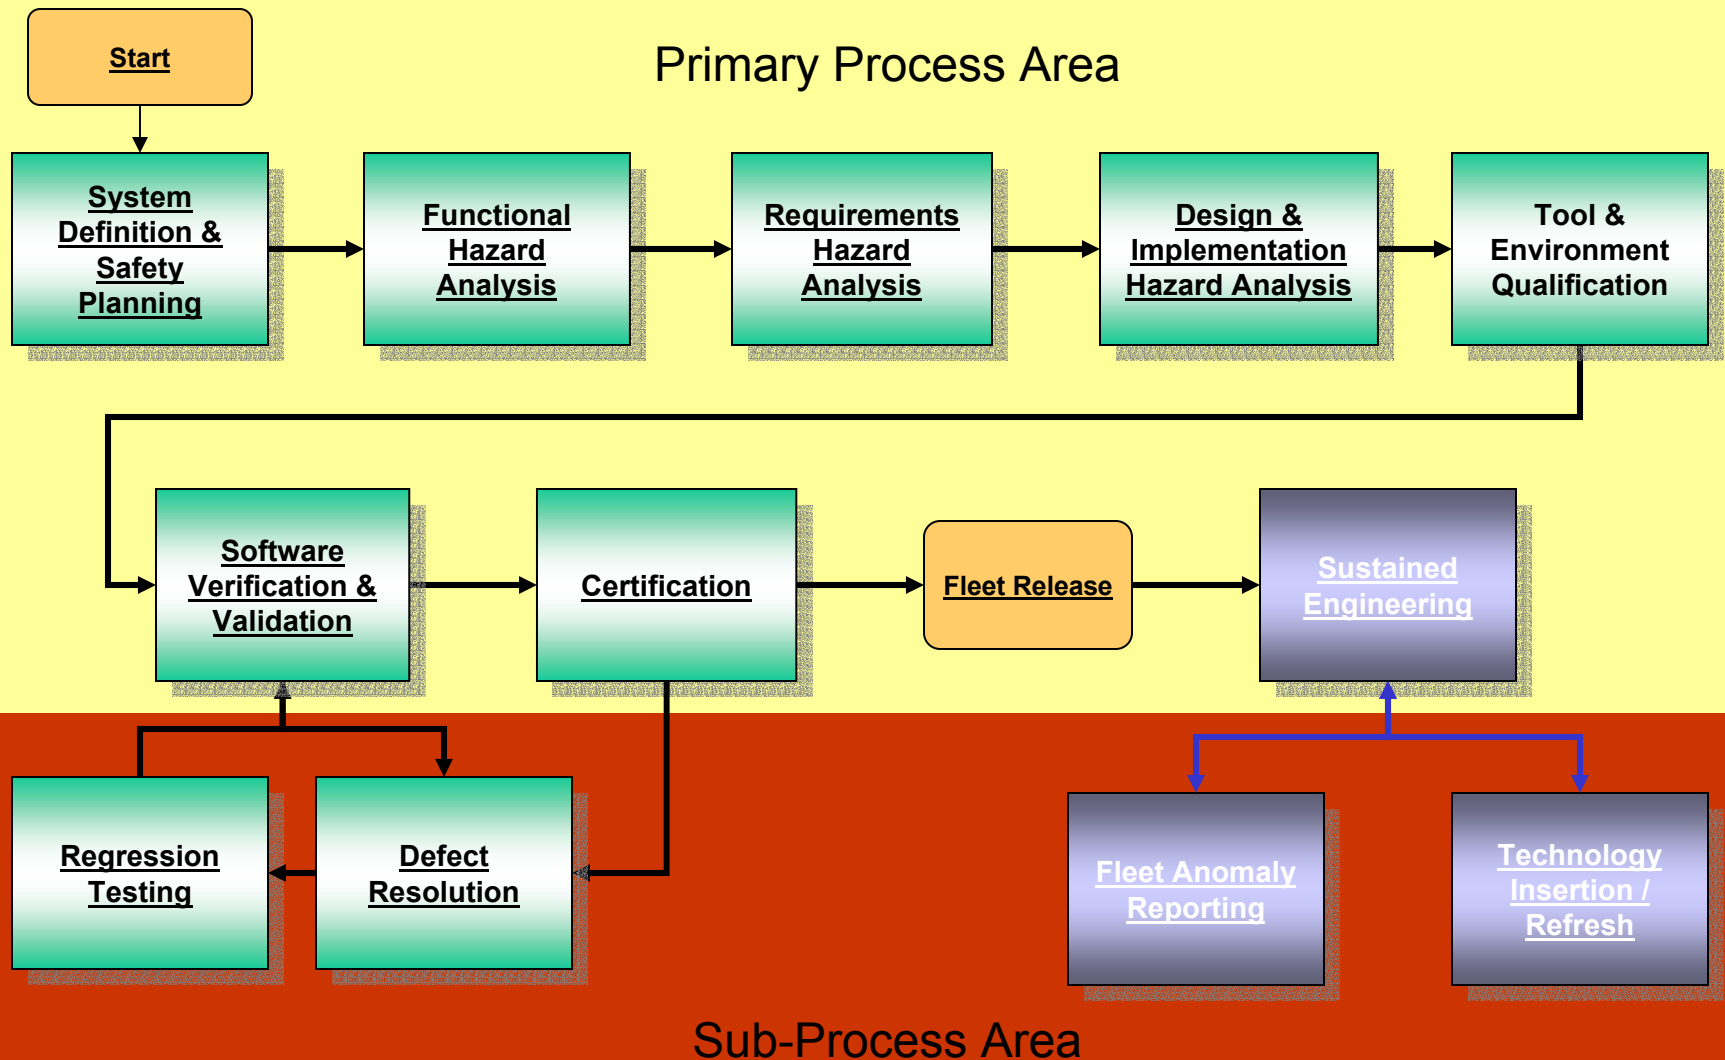 Start
Primary Process Area
System
Definition &
Safety
Planning
Functional
Hazard
Analysis
Requirements
Hazard
Analysis
Design &
Implementation
Hazard Analysis
Tool &
Environment
Qualification
Software
Verification &
Validation
Certification
Fleet Release
Sustained
Engineering
Regression
Testing
Defect
Resolution
Fleet Anomaly
Reporting
Technology
Insertion /
Refresh
Sub-Process Area